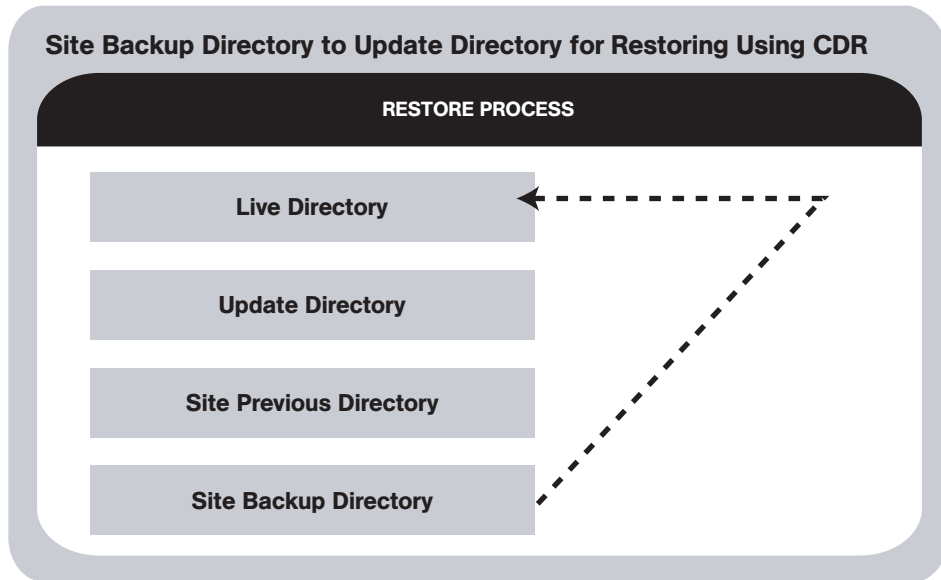 Site Backup Directory to Update Directory for Restoring Using CDR
RESTORE PROCESS
Live Directory
Update Directory
Site Previous Directory
Site Backup Directory